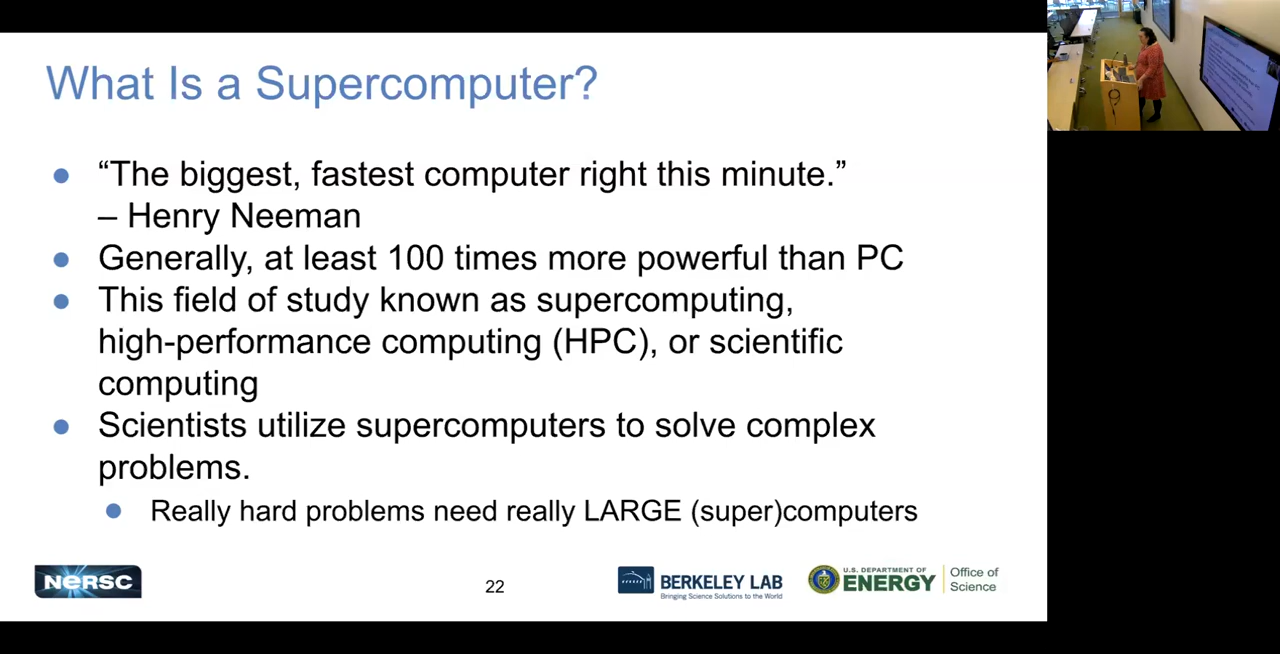 What Is a Supercomputer?
“The biggest, fastest computer right this minute.”
– Henry Neeman
Generally, at least 100 times more powerful than PC
This field of study known as supercomputing,
high-performance computing (HPC), or scientific
computing
Scientists utilize supercomputers to solve complex
problems.
Really hard problems need really LARGE (super)computers
NERSC
22
BERKELEY LAB
Bringing Science Solutions to the World
U.S. DEPARTMENT OF
ENERGY
Office of
Science